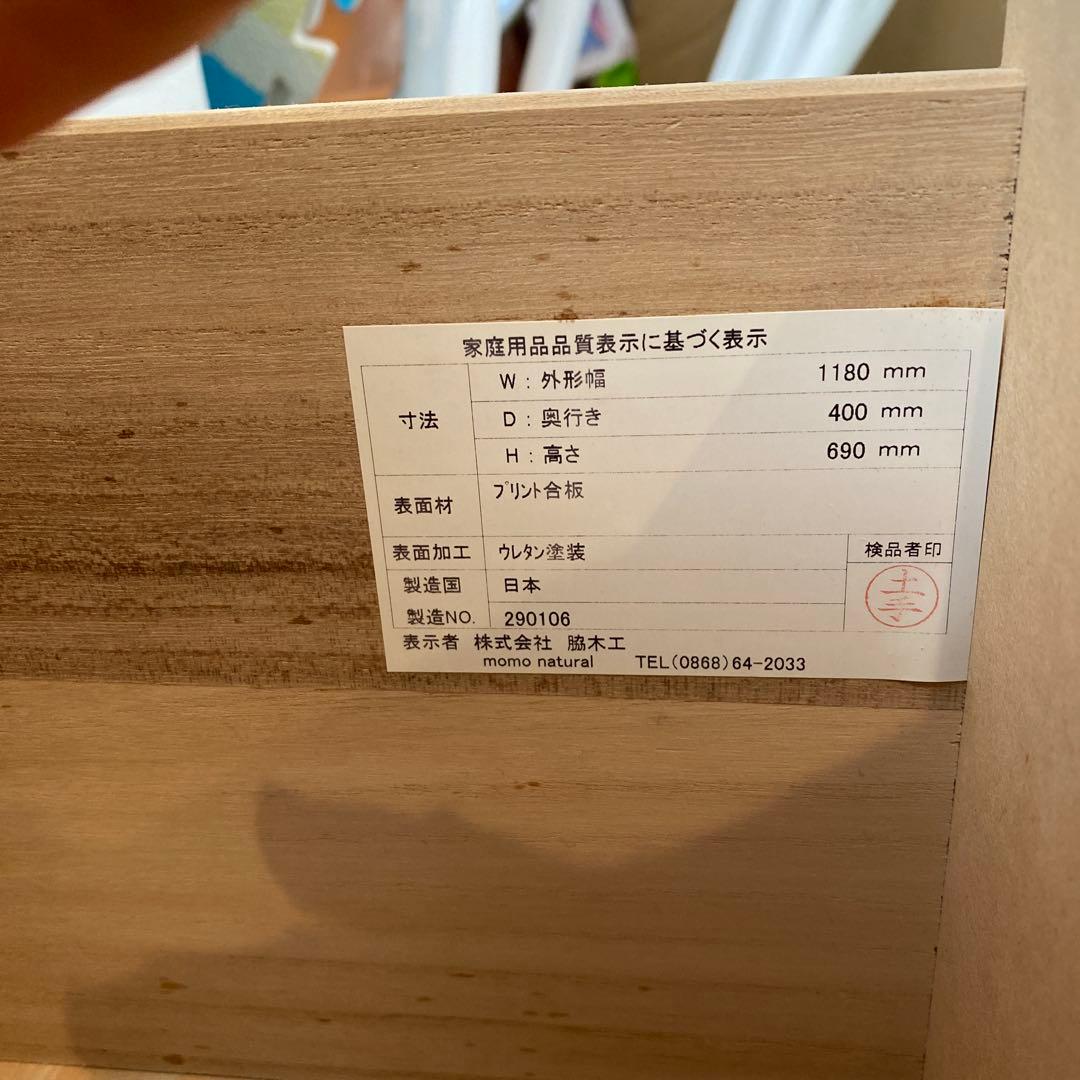 家庭用品品質表示に基づく表示
寸法
W：外形幅 1180 mm
D：奥行き 400 mm
H：高さ 690 mm
表面材 プリント合板
表面加工 ウレタン塗装
検品者印
製造国 日本
土手
製造NO. 290106
表示者 株式会社 脇木工
momo natural TEL(0868)64-2033